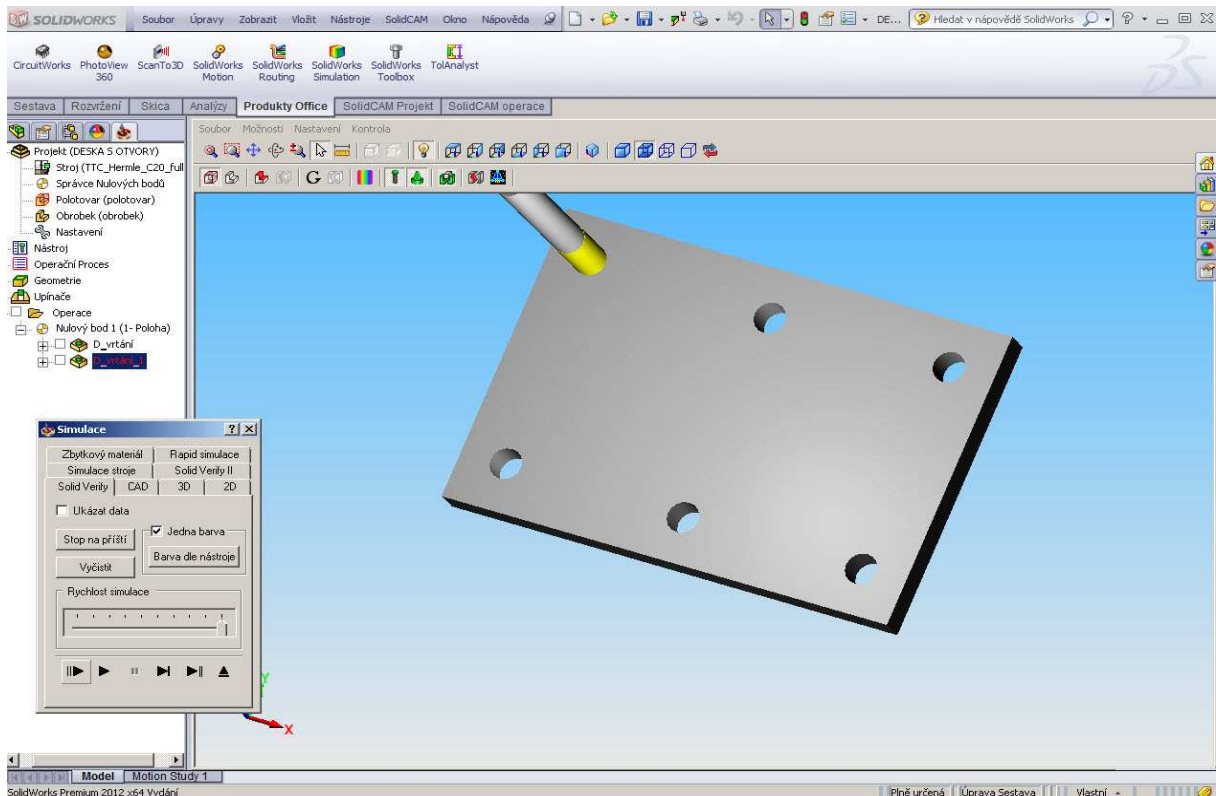 SOLIDWORKS Soubor Úpravy Zobrazit Vložit Nástroje SolidCAM Okno Nápověda DE... Hledat v nápovědě SolidWorks
CircuitWorks PhotoView 360 ScanTo3D SolidWorks Motion SolidWorks Routing SolidWorks Simulation SolidWorks Toolbox TolAnalyst
Sestava Rozvržení Skica Analýzy Produkty Office SolidCAM Projekt SolidCAM operace
Soubor Možnosti Nastavení Kontrola
Projekt (DESKA S OTVORY)
Stroj (TTC_Hermle_C20_full
Správce Nulových bodů
Polotovar (polotovar)
Obrobek (obrobek)
Nastavení
Nástroj
Operační Proces
Geometrie
Upínače
Operace
Nulový bod 1 (1- Poloha)
D_vrtání
D_vrtání_1
Simulace
Zbytkový materiál Rapid simulace
Simulace stroje Solid Verify II
Solid Verify CAD 3D 2D
Ukázat data
Stop na příští Jedna barva
Vyčistit Barva dle nástroje
Rychlost simulace
Y
X
Model Motion Study 1
SolidWorks Premium 2012 x64 Vydání Plně určená Úprava Sestava Vlastní